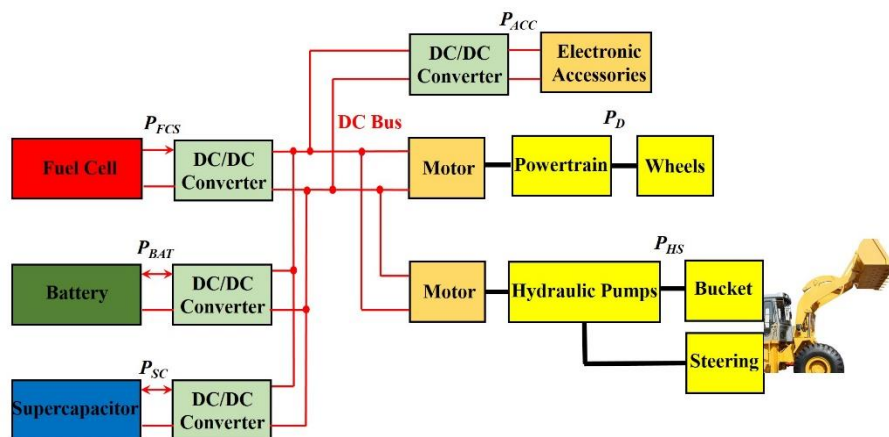 P_ACC
DC/DC
Converter
Electronic
Accessories
P_FCS
DC Bus
P_D
Fuel Cell
DC/DC
Converter
Motor
Powertrain
Wheels
P_BAT
P_HS
Battery
DC/DC
Converter
Motor
Hydraulic Pumps
Bucket
P_SC
Steering
Supercapacitor
DC/DC
Converter